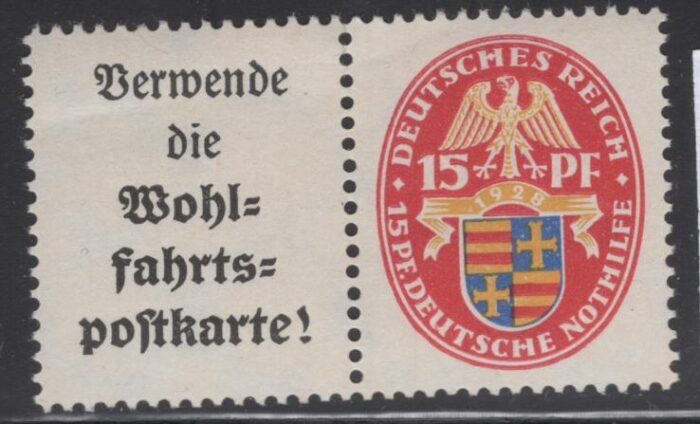 Verwende
die
Wohl=
fahrts=
poſtkarte!
DEUTSCHES REICH
15 PF
1928
15 PF. DEUTSCHE NOTHILFE